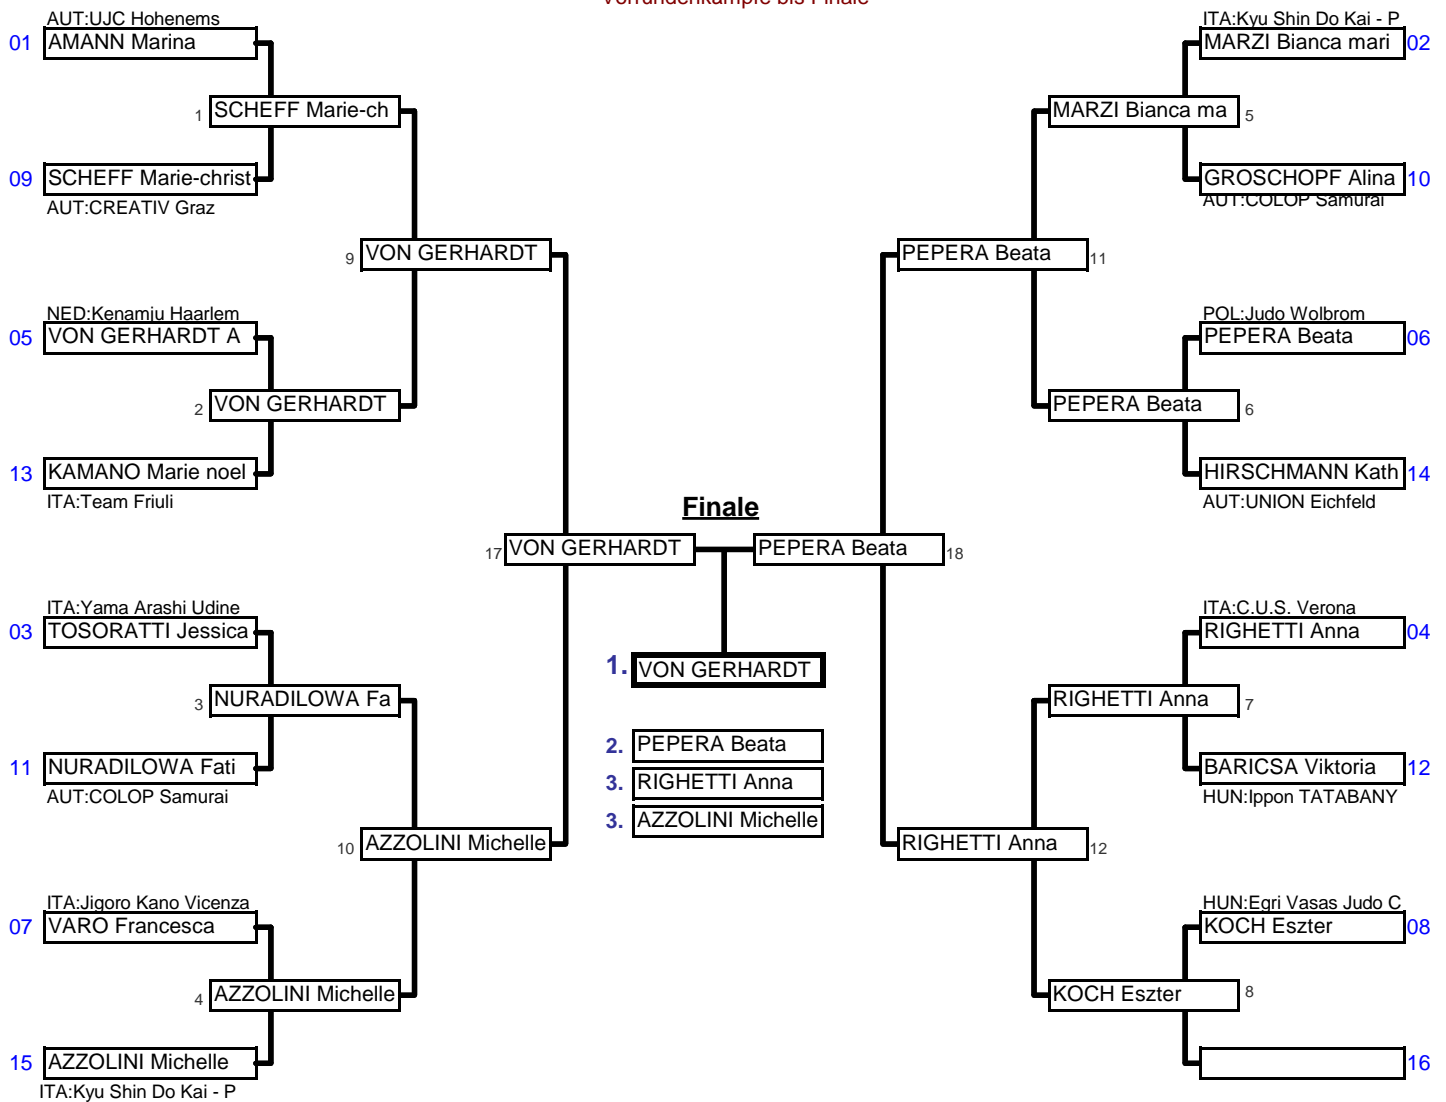 Vorrundenkämpfe bis Finale
AUT:UJC Hohenems
01 AMANN Marina
1 SCHEFF Marie-ch
09 SCHEFF Marie-christ
AUT:CREATIV Graz
9 VON GERHARDT
NED:Kenamju Haarlem
05 VON GERHARDT A
2 VON GERHARDT
13 KAMANO Marie noel
ITA:Team Friuli
17 VON GERHARDT
ITA:Yama Arashi Udine
03 TOSORATTI Jessica
3 NURADILOWA Fa
11 NURADILOWA Fati
AUT:COLOP Samurai
10 AZZOLINI Michelle
ITA:Jigoro Kano Vicenza
07 VARO Francesca
4 AZZOLINI Michelle
15 AZZOLINI Michelle
ITA:Kyu Shin Do Kai - P
Finale
1. VON GERHARDT
2. PEPERA Beata
3. RIGHETTI Anna
3. AZZOLINI Michelle
ITA:Kyu Shin Do Kai - P
MARZI Bianca mari 02
MARZI Bianca ma 5
GROSCHOPF Alina 10
AUT:COLOP Samurai
PEPERA Beata 11
POL:Judo Wolbrom
PEPERA Beata 06
PEPERA Beata 6
HIRSCHMANN Kath 14
AUT:UNION Eichfeld
PEPERA Beata 18
ITA:C.U.S. Verona
RIGHETTI Anna 04
RIGHETTI Anna 7
BARICSA Viktoria 12
HUN:Ippon TATABANY
RIGHETTI Anna 12
HUN:Egri Vasas Judo C
KOCH Eszter 08
KOCH Eszter 8
16